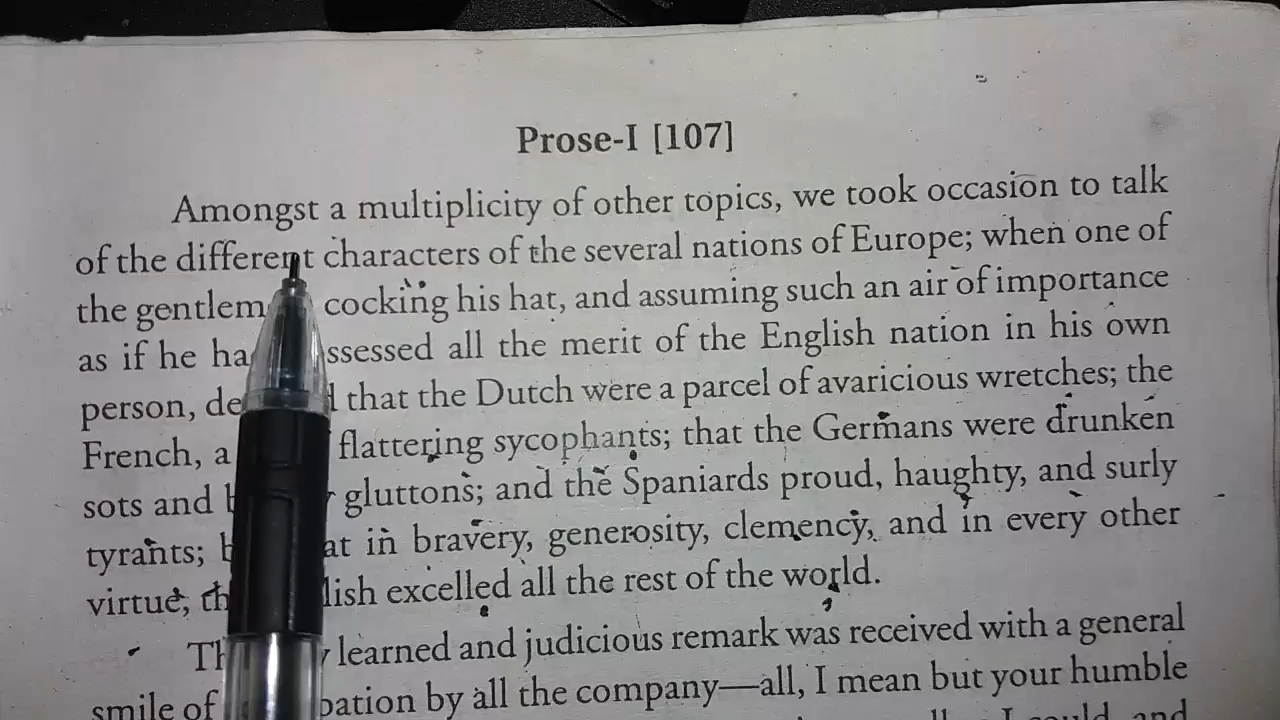 Prose-I [107]
Amongst a multiplicity of other topics, we took occasion to talk
of the different characters of the several nations of Europe; when one of
the gentlem cocking his hat, and assuming such an air of importance
as if he ha ssessed all the merit of the English nation in his own
person, de d that the Dutch were a parcel of avaricious wretches; the
French, a flattering sycophants; that the Germans were drunken
sots and b gluttons; and the Spaniards proud, haughty, and surly
tyrants; b at in bravery, generosity, clemency, and in every other
virtue, th lish excelled all the rest of the world.
Th y learned and judicious remark was received with a general
smile of bation by all the company—all, I mean but your humble
I could, and